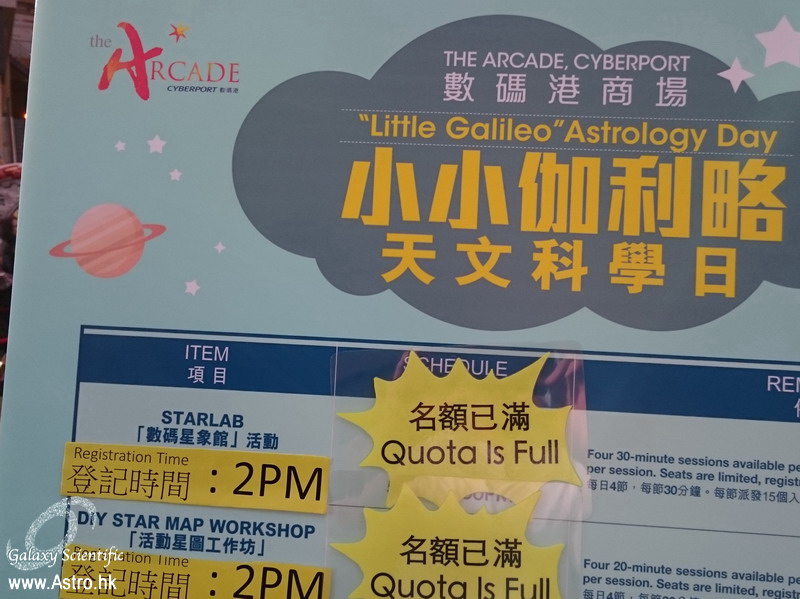 the
ARCADE
CYBERPORT 數碼港
THE ARCADE, CYBERPORT
數碼港商場
“Little Galileo”Astrology Day
小小伽利略
天文科學日
ITEM
項目
SCHEDULE
STARLAB
「數碼星象館」活動
Registration Time
登記時間：2PM
名額已滿
Quota Is Full
Four 30-minute sessions available
per session. Seats are limited,
每日4節，每節30分鐘。每節派發15個
DIY STAR MAP WORKSHOP
「活動星圖工作坊」
Registration Time
登記時間：2PM
名額已滿
Quota Is Full
Four 20-minute sessions available
per session. Seats are limited,
Galaxy Scientific
www.Astro.hk